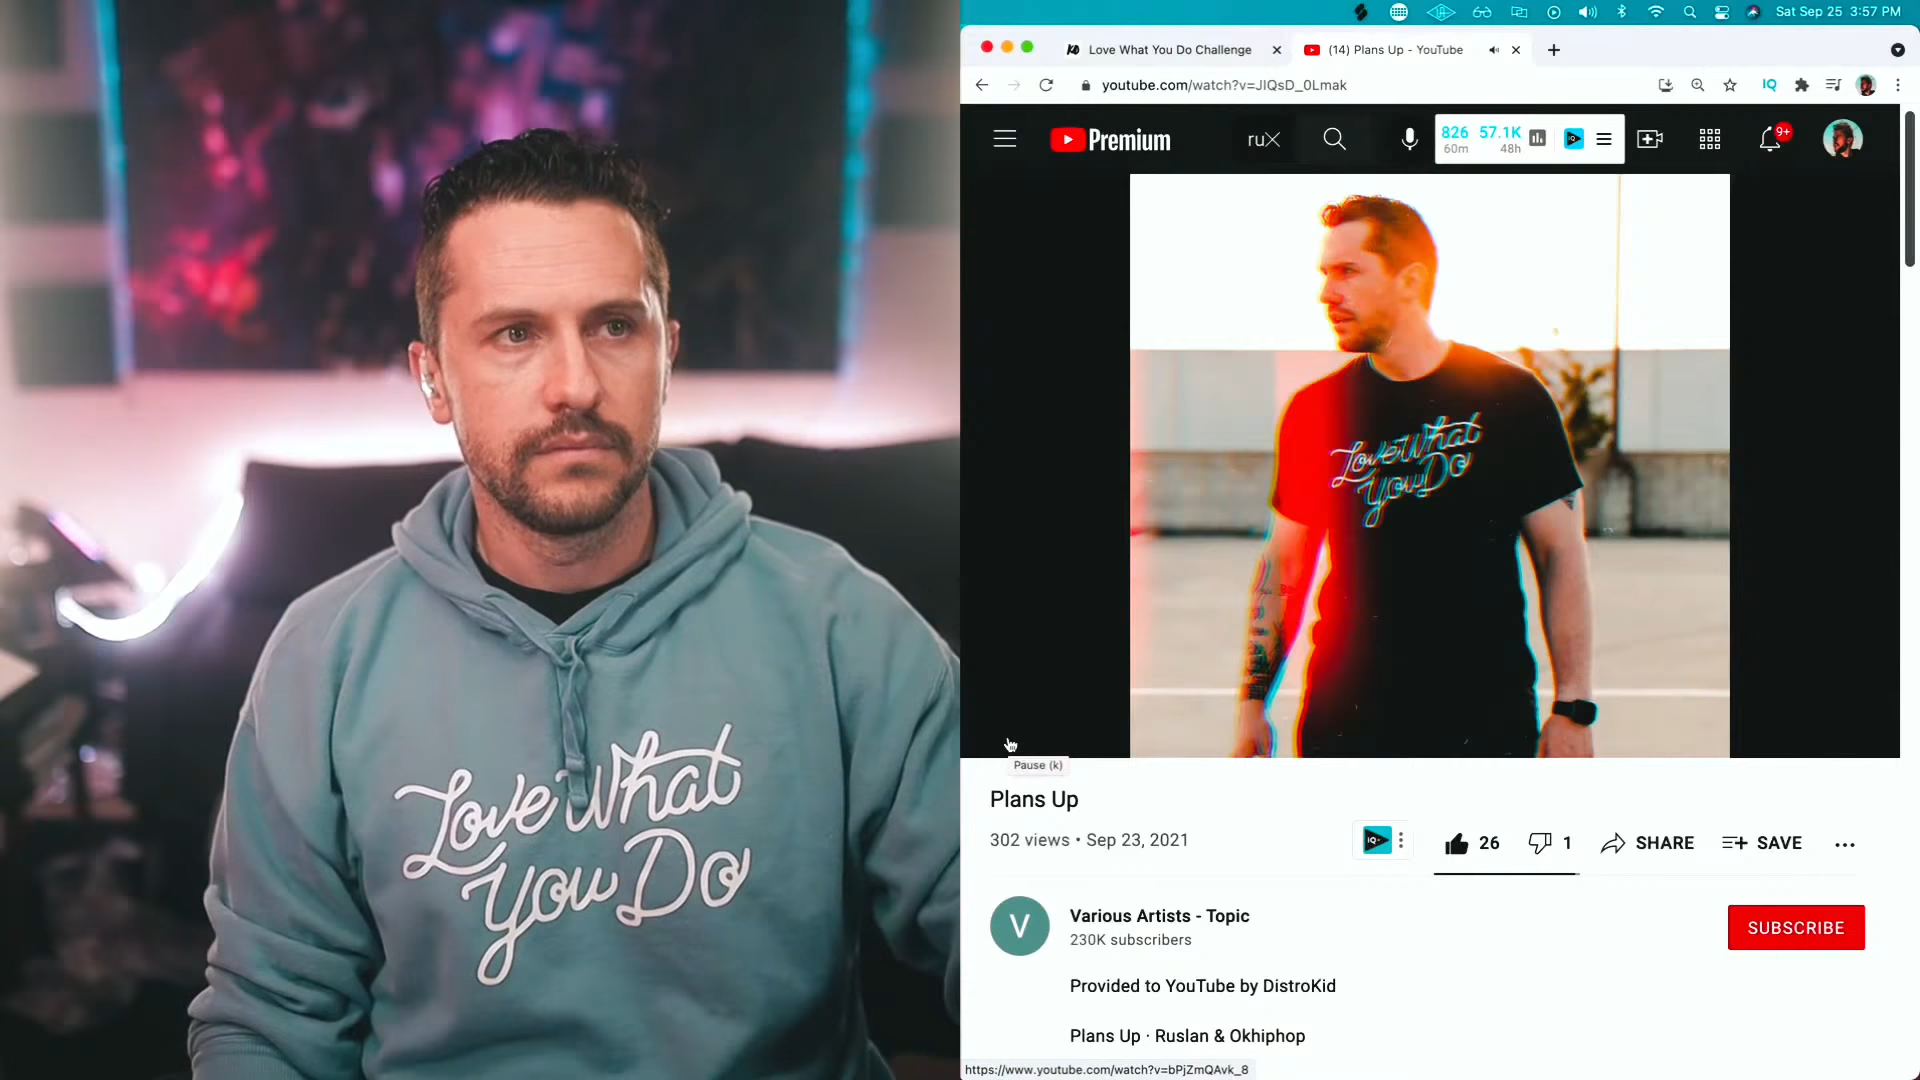 Sat Sep 25 3:57 PM
Love What You Do Challenge
(14) Plans Up - YouTube
youtube.com/watch?v=JIQsD_0Lmak
IQ
Premium
ru
826 57.1K
60m 48h
9+
Love What
You Do
Love What
You Do
Pause (k)
Plans Up
302 views • Sep 23, 2021
IQ
26
1
SHARE
SAVE
V
Various Artists - Topic
230K subscribers
SUBSCRIBE
Provided to YouTube by DistroKid
Plans Up · Ruslan & Okhiphop
https://www.youtube.com/watch?v=bPjZmQAvk_8